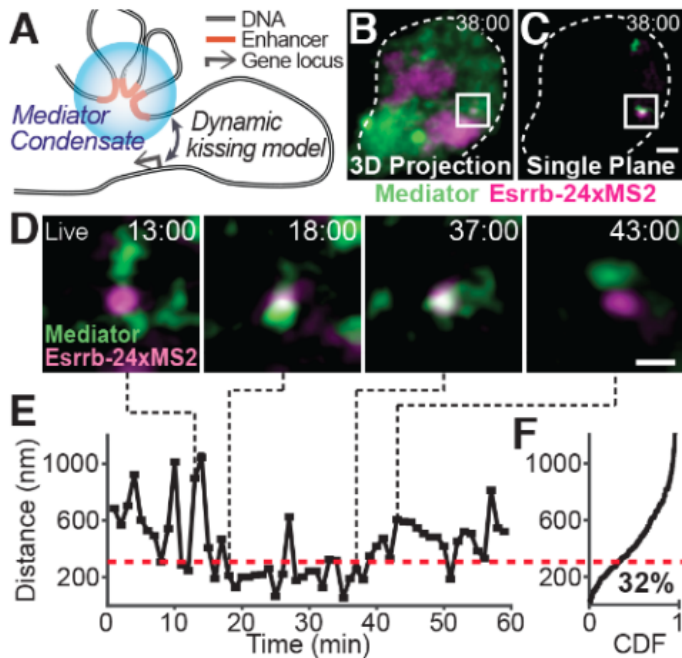 A
DNA
Enhancer
Gene locus
Mediator
Condensate
Dynamic
kissing model
B
38:00
3D Projection
C
38:00
Single Plane
Mediator Esrrb-24xMS2
D
Live 13:00
Mediator
Esrrb-24xMS2
18:00
37:00
43:00
E
Distance (nm)
1000
600
200
0 10 20 30 40 50 60
Time (min)
F
1000
600
200
32%
0 1
CDF